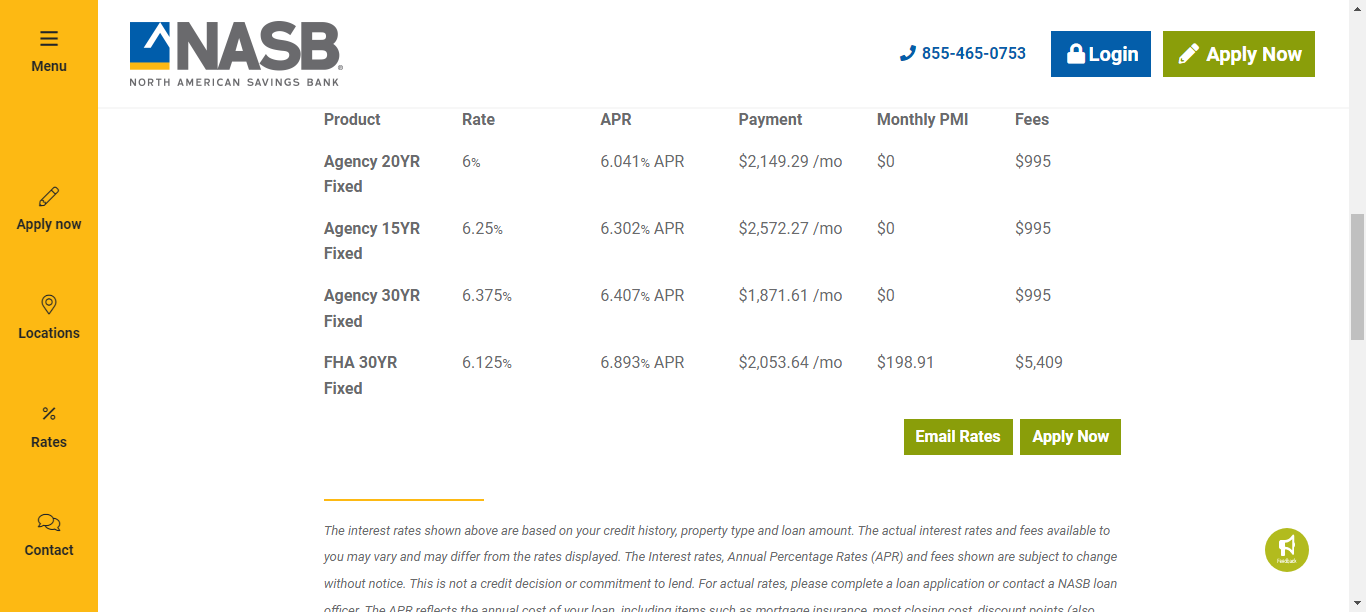 Menu
Apply now
Locations
Rates
Contact
NASB®
NORTH AMERICAN SAVINGS BANK
855-465-0753
Login
Apply Now
Product Rate APR Payment Monthly PMI Fees
Agency 20YR 6% 6.041% APR $2,149.29 /mo $0 $995
Fixed
Agency 15YR 6.25% 6.302% APR $2,572.27 /mo $0 $995
Fixed
Agency 30YR 6.375% 6.407% APR $1,871.61 /mo $0 $995
Fixed
FHA 30YR 6.125% 6.893% APR $2,053.64 /mo $198.91 $5,409
Fixed
Email Rates Apply Now
The interest rates shown above are based on your credit history, property type and loan amount. The actual interest rates and fees available to
you may vary and may differ from the rates displayed. The Interest rates, Annual Percentage Rates (APR) and fees shown are subject to change
without notice. This is not a credit decision or commitment to lend. For actual rates, please complete a loan application or contact a NASB loan
officer. The APR reflects the annual cost of your loan, including items such as mortgage insurance, most closing cost, discount points (also
Feedback